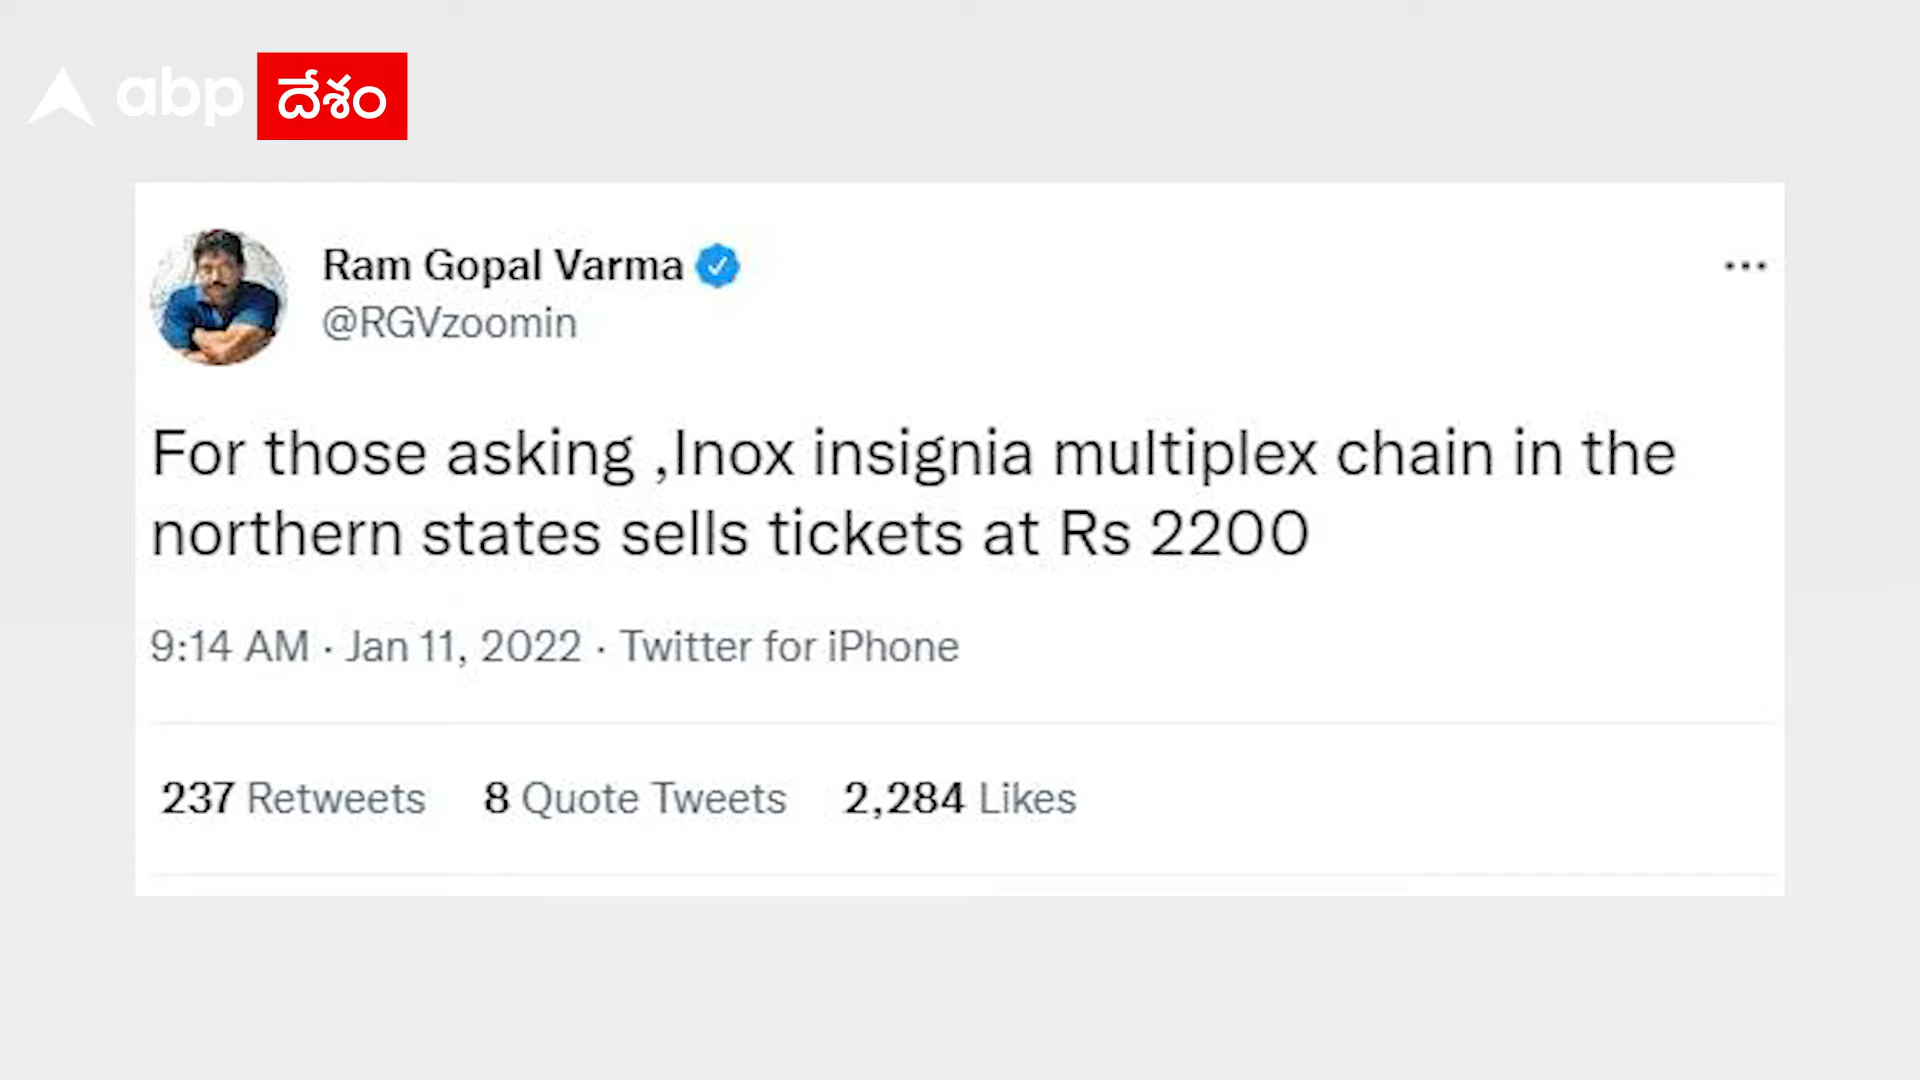 abp దేశం
Ram Gopal Varma
@RGVzoomin
For those asking ,Inox insignia multiplex chain in the
northern states sells tickets at Rs 2200
9:14 AM · Jan 11, 2022 · Twitter for iPhone
237 Retweets 8 Quote Tweets 2,284 Likes